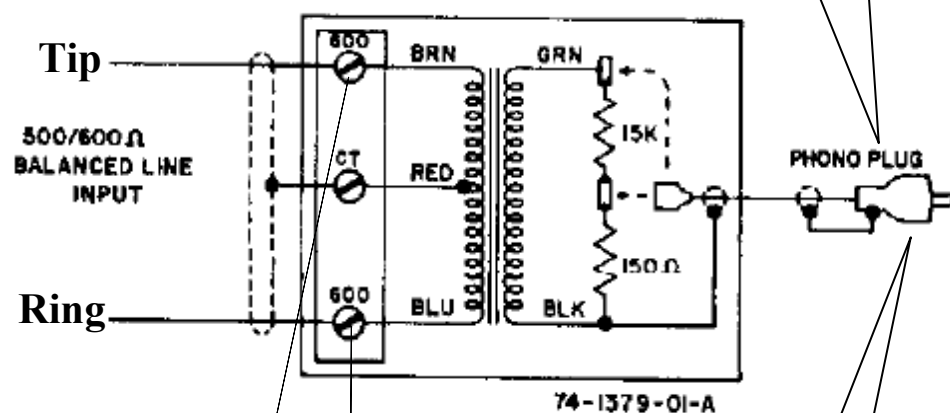 Tip
500/600Ω
BALANCED LINE
INPUT
Ring
600
CT
600
BRN
RED
BLU
GRN
15K
150Ω
BLK
PHONO PLUG
74-1379-01-A